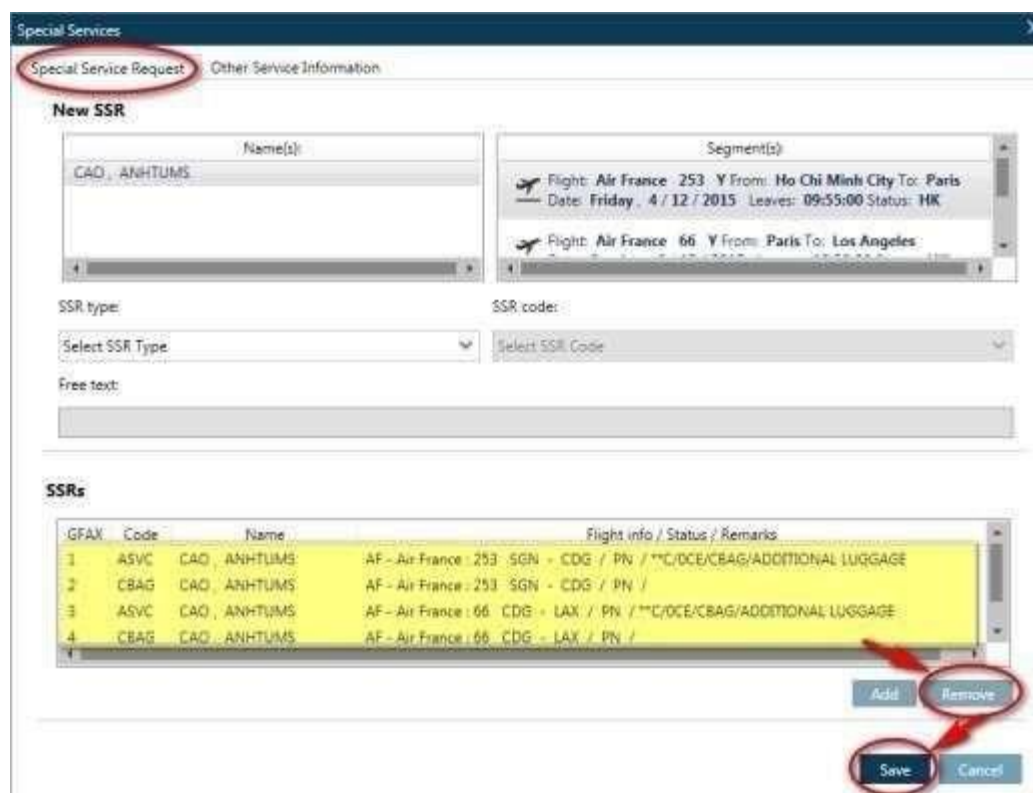 Special Services
Special Service Request Other Service Information
New SSR
Name(s): Segment(s):
CAO , ANHTUMS
Flight: Air France 253 Y From: Ho Chi Minh City To: Paris
Date: Friday , 4 / 12 / 2015 Leaves: 09:55:00 Status: HK
Flight: Air France 66 Y From: Paris To: Los Angeles
SSR type: SSR code:
Select SSR Type Select SSR Code
Free text:
SSRs
GFAX Code Name Flight info / Status / Remarks
1 ASVC CAO , ANHTUMS AF - Air France : 253 SGN - CDG / PN / **C/0CE/CBAG/ADDITIONAL LUGGAGE
2 CBAG CAO , ANHTUMS AF - Air France : 253 SGN - CDG / PN /
3 ASVC CAO , ANHTUMS AF - Air France : 66 CDG - LAX / PN / **C/0CE/CBAG/ADDITIONAL LUGGAGE
4 CBAG CAO , ANHTUMS AF - Air France : 66 CDG - LAX / PN /
Add Remove
Save Cancel